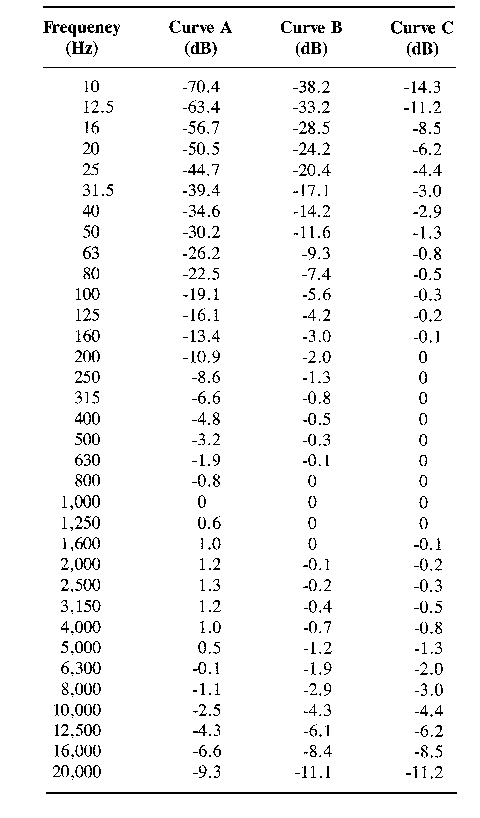 Frequency Curve A Curve B Curve C
(Hz) (dB) (dB) (dB)
10 -70.4 -38.2 -14.3
12.5 -63.4 -33.2 -11.2
16 -56.7 -28.5 -8.5
20 -50.5 -24.2 -6.2
25 -44.7 -20.4 -4.4
31.5 -39.4 -17.1 -3.0
40 -34.6 -14.2 -2.9
50 -30.2 -11.6 -1.3
63 -26.2 -9.3 -0.8
80 -22.5 -7.4 -0.5
100 -19.1 -5.6 -0.3
125 -16.1 -4.2 -0.2
160 -13.4 -3.0 -0.1
200 -10.9 -2.0 0
250 -8.6 -1.3 0
315 -6.6 -0.8 0
400 -4.8 -0.5 0
500 -3.2 -0.3 0
630 -1.9 -0.1 0
800 -0.8 0 0
1,000 0 0 0
1,250 0.6 0 0
1,600 1.0 0 -0.1
2,000 1.2 -0.1 -0.2
2,500 1.3 -0.2 -0.3
3,150 1.2 -0.4 -0.5
4,000 1.0 -0.7 -0.8
5,000 0.5 -1.2 -1.3
6,300 -0.1 -1.9 -2.0
8,000 -1.1 -2.9 -3.0
10,000 -2.5 -4.3 -4.4
12,500 -4.3 -6.1 -6.2
16,000 -6.6 -8.4 -8.5
20,000 -9.3 -11.1 -11.2